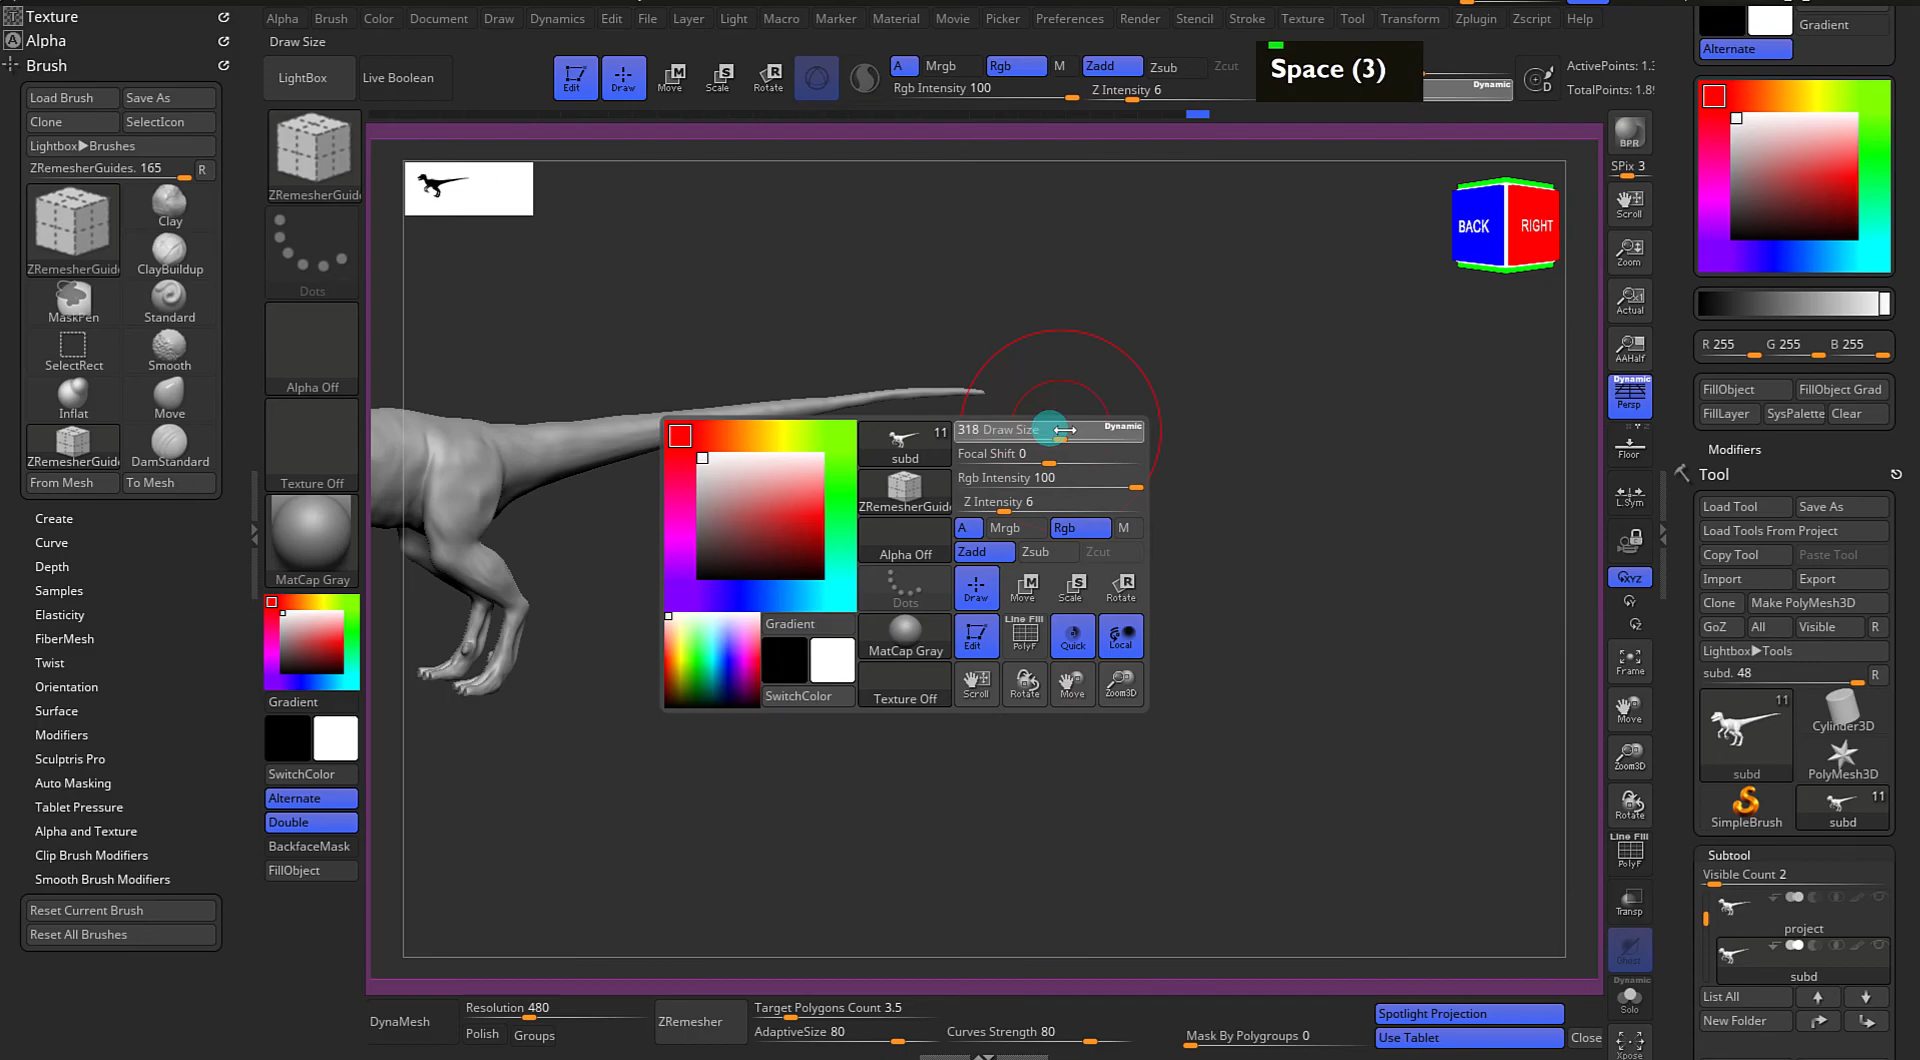 Texture
Alpha
Brush
Load Brush Save As
Clone SelectIcon
Lightbox▶Brushes
ZRemesherGuides. 165 R
ZRemesherGuid
Clay
ClayBuildup
MaskPen Standard
SelectRect Smooth
Inflat Move
ZRemesherGuid DamStandard
From Mesh To Mesh
Create
Curve
Depth
Samples
Elasticity
FiberMesh
Twist
Orientation
Surface
Modifiers
Sculptris Pro
Auto Masking
Tablet Pressure
Alpha and Texture
Clip Brush Modifiers
Smooth Brush Modifiers
Reset Current Brush
Reset All Brushes
Alpha Brush Color Document Draw Dynamics Edit File Layer Light Macro Marker Material Movie Picker Preferences Render Stencil Stroke Texture Tool Transform Zplugin Zscript Help
Draw Size
LightBox Live Boolean
Edit Draw Move Scale Rotate
A Mrgb Rgb M Zadd Zsub Zcut
Rgb Intensity 100 Z Intensity 6
Space (3)
Dynamic
ActivePoints: 1.3
TotalPoints: 1.8
ZRemesherGuid
Dots
Alpha Off
Texture Off
MatCap Gray
Gradient
SwitchColor
Alternate
Double
BackfaceMask
FillObject
BACK RIGHT
11
subd
ZRemesherGuid
Alpha Off
Dots
MatCap Gray
Texture Off
Gradient
SwitchColor
318 Draw Size Dynamic
Focal Shift 0
Rgb Intensity 100
Z Intensity 6
A Mrgb Rgb M
Zadd Zsub Zcut
Draw Move Scale Rotate
Edit Line Fill PolyF Quick Local
Scroll Rotate Move Zoom3D
DynaMesh
Resolution 480
Polish Groups
ZRemesher
Target Polygons Count 3.5
AdaptiveSize 80 Curves Strength 80
Mask By Polygroups 0
Spotlight Projection
Use Tablet Close
BPR
SPix 3
Scroll
Zoom
Actual
AAHalf
Dynamic
Persp
Floor
L.Sym
XYZ
Frame
Move
Zoom3D
Rotate
Line Fill
PolyF
Transp
Ghost
Dynamic
Solo
Xpose
Gradient
Alternate
R 255 G 255 B 255
FillObject FillObject Grad
FillLayer SysPalette Clear
Modifiers
Tool
Load Tool Save As
Load Tools From Project
Copy Tool Paste Tool
Import Export
Clone Make PolyMesh3D
GoZ All Visible R
Lightbox▶Tools
subd. 48 R
11
subd
Cylinder3D
PolyMesh3D
SimpleBrush
11
subd
Subtool
Visible Count 2
project
subd
List All
New Folder